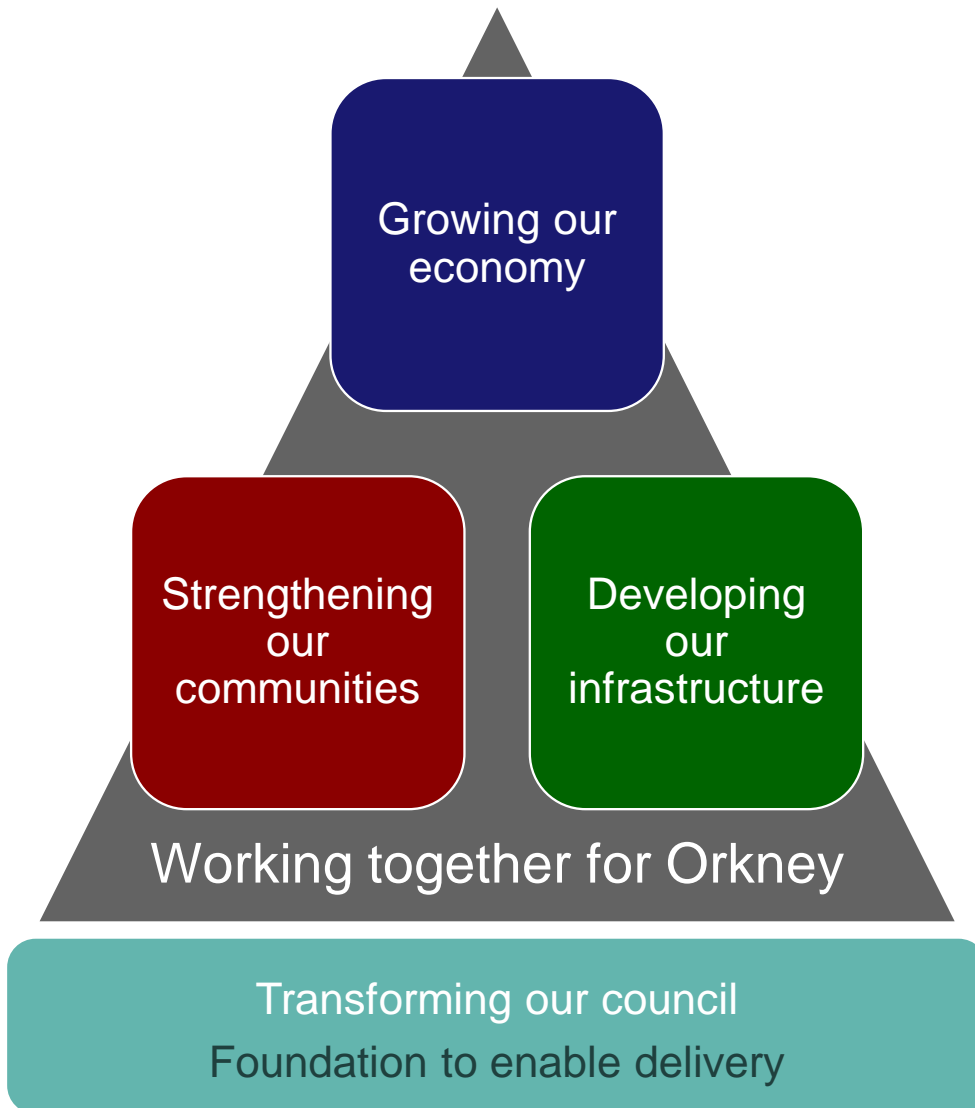 Growing our
economy
Strengthening
our
communities
Developing
our
infrastructure
Working together for Orkney
Transforming our council
Foundation to enable delivery